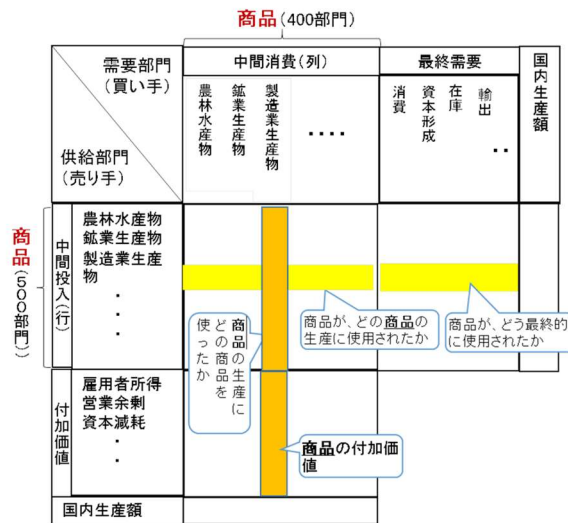 商品(400部門)
需要部門
(買い手)
供給部門
(売り手)
中間消費(列)
最終需要
国内生産額
農林水産物
鉱業生産物
製造業生産物
・・・・
消費
資本形成
在庫
輸出
・・
商品(500部門)
中間投入(行)
農林水産物
鉱業生産物
製造業生産
物
・
・
・
商品の生産に
どの商品を
使ったか
商品が、どの商品の
生産に使用されたか
商品が、どう最終的
に使用されたか
付加価値
雇用者所得
営業余剰
資本減耗
・
・
商品の付加価
値
国内生産額